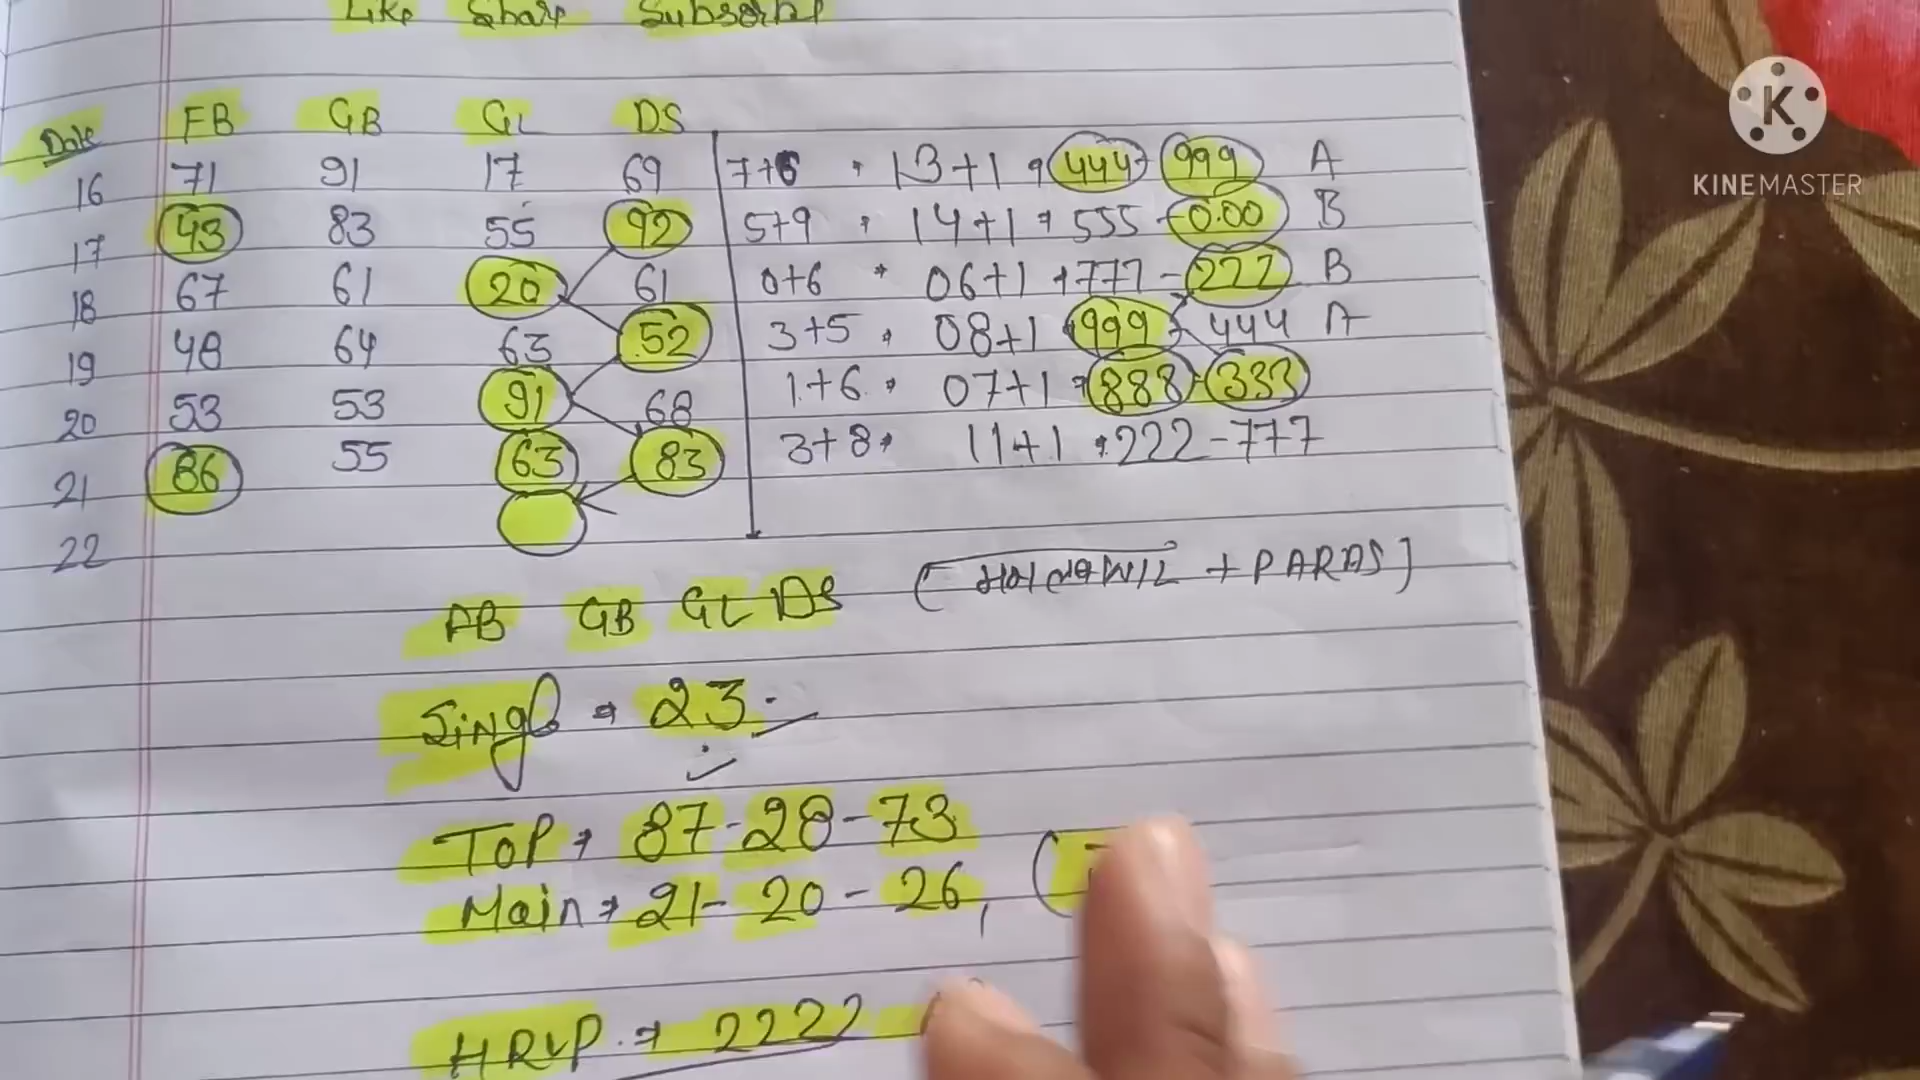 Like Share Subscribe
Date FB GB GL DS
16 71 91 17 69 7+6 13+1 444 999 A
17 43 83 55 92 5+9 14+1 555 000 B
18 67 61 20 61 0+6 06+1 777 - 222 B
19 48 64 63 52 3+5 08+1 999 444 A
20 53 53 91 68 1+6 07+1 888 - 333
21 86 55 63 83 3+8 11+1 222 - 777
22
FB GB GL DS ( + PARAS]
Single 23
TOP 87 - 28 - 73
Main 21 - 20 - 26, (
HRUP 2222
KINEMASTER